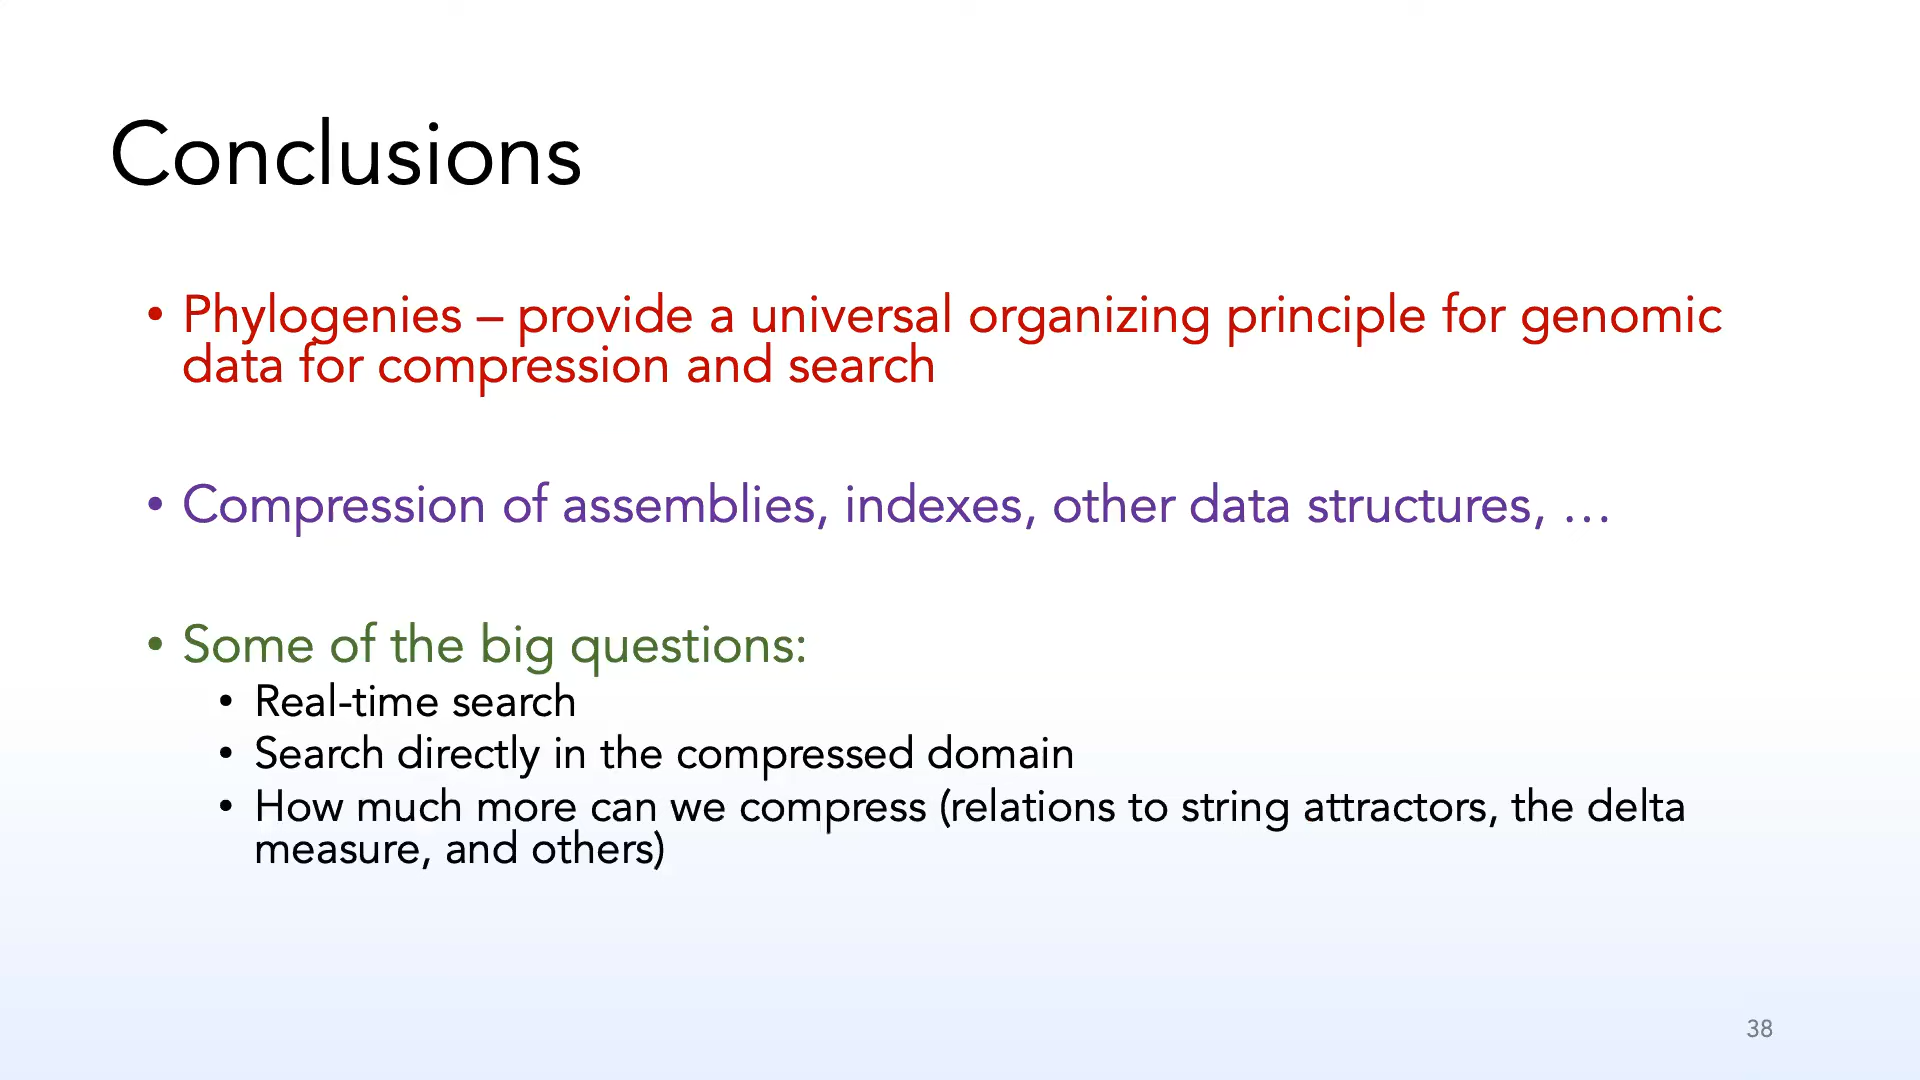 Conclusions
• Phylogenies – provide a universal organizing principle for genomic
data for compression and search
• Compression of assemblies, indexes, other data structures, …
• Some of the big questions:
• Real-time search
• Search directly in the compressed domain
• How much more can we compress (relations to string attractors, the delta
measure, and others)
38